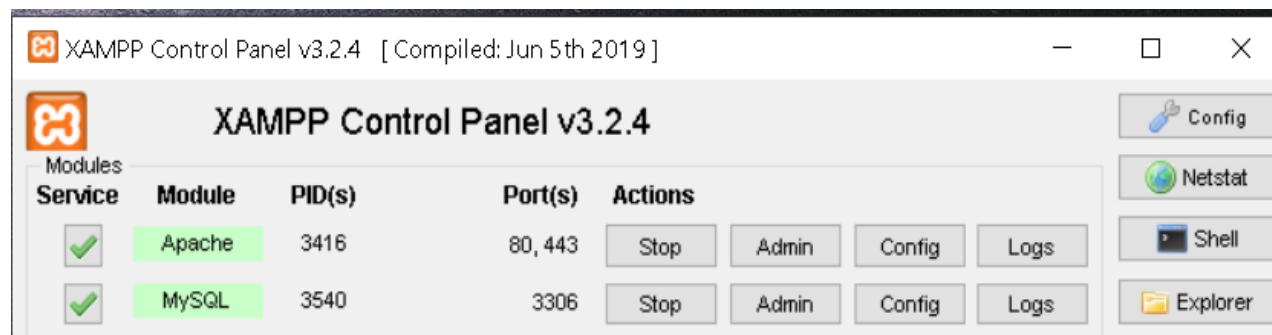 XAMPP Control Panel v3.2.4 [ Compiled: Jun 5th 2019 ]
XAMPP Control Panel v3.2.4
Config
Modules
Service Module PID(s) Port(s) Actions
Netstat
Apache 3416 80, 443 Stop Admin Config Logs
Shell
MySQL 3540 3306 Stop Admin Config Logs
Explorer